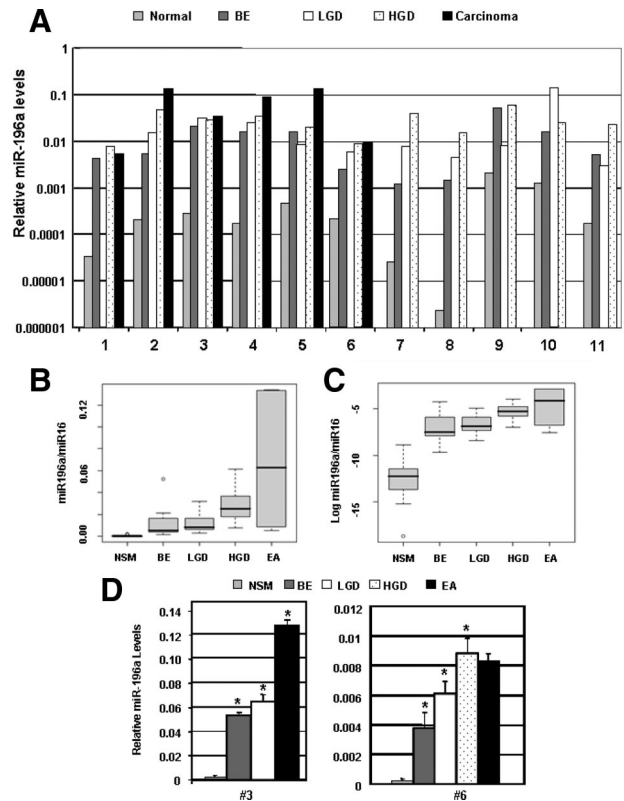 A
Normal BE LGD HGD Carcinoma
Relative miR-196a levels
1
0.1
0.01
0.001
0.0001
0.00001
0.000001
1 2 3 4 5 6 7 8 9 10 11
B
miR196a/miR16
0.12
0.06
0.00
NSM BE LGD HGD EA
C
Log miR196a/miR16
-5
-10
-15
NSM BE LGD HGD EA
D
NSM BE LGD HGD EA
Relative miR-196a Levels
0.14
0.12
0.10
0.08
0.06
0.04
0.02
0
* * *
#3
0.012
0.01
0.008
0.006
0.004
0.002
0
* * *
#6